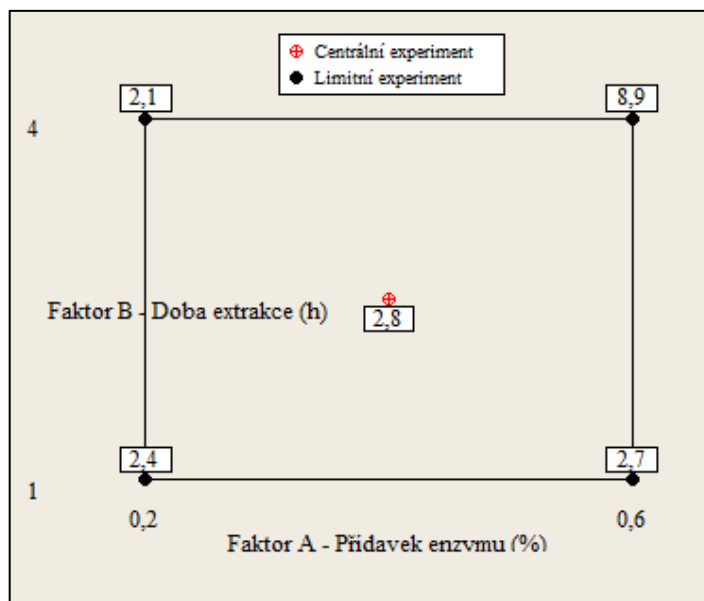 Centrální experiment
Limitní experiment
2,1
8,9
4
Faktor B - Doba extrakce (h)
2,8
2,4
2,7
1
0,2
0,6
Faktor A - Přídavek enzymu (%)